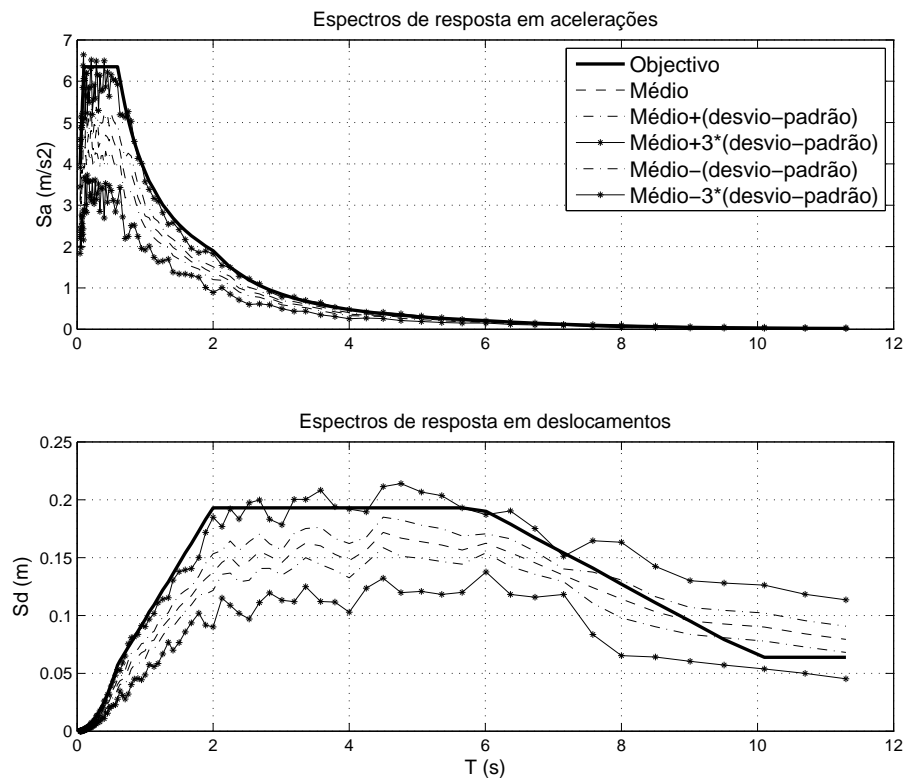 Espectros de resposta em acelerações
7
6
5
4
3
2
1
0
Sa (m/s2)
0 2 4 6 8 10 12
Objectivo
Médio
Médio+(desvio−padrão)
Médio+3*(desvio−padrão)
Médio−(desvio−padrão)
Médio−3*(desvio−padrão)
Espectros de resposta em deslocamentos
0.25
0.2
0.15
0.1
0.05
0
Sd (m)
0 2 4 6 8 10 12
T (s)